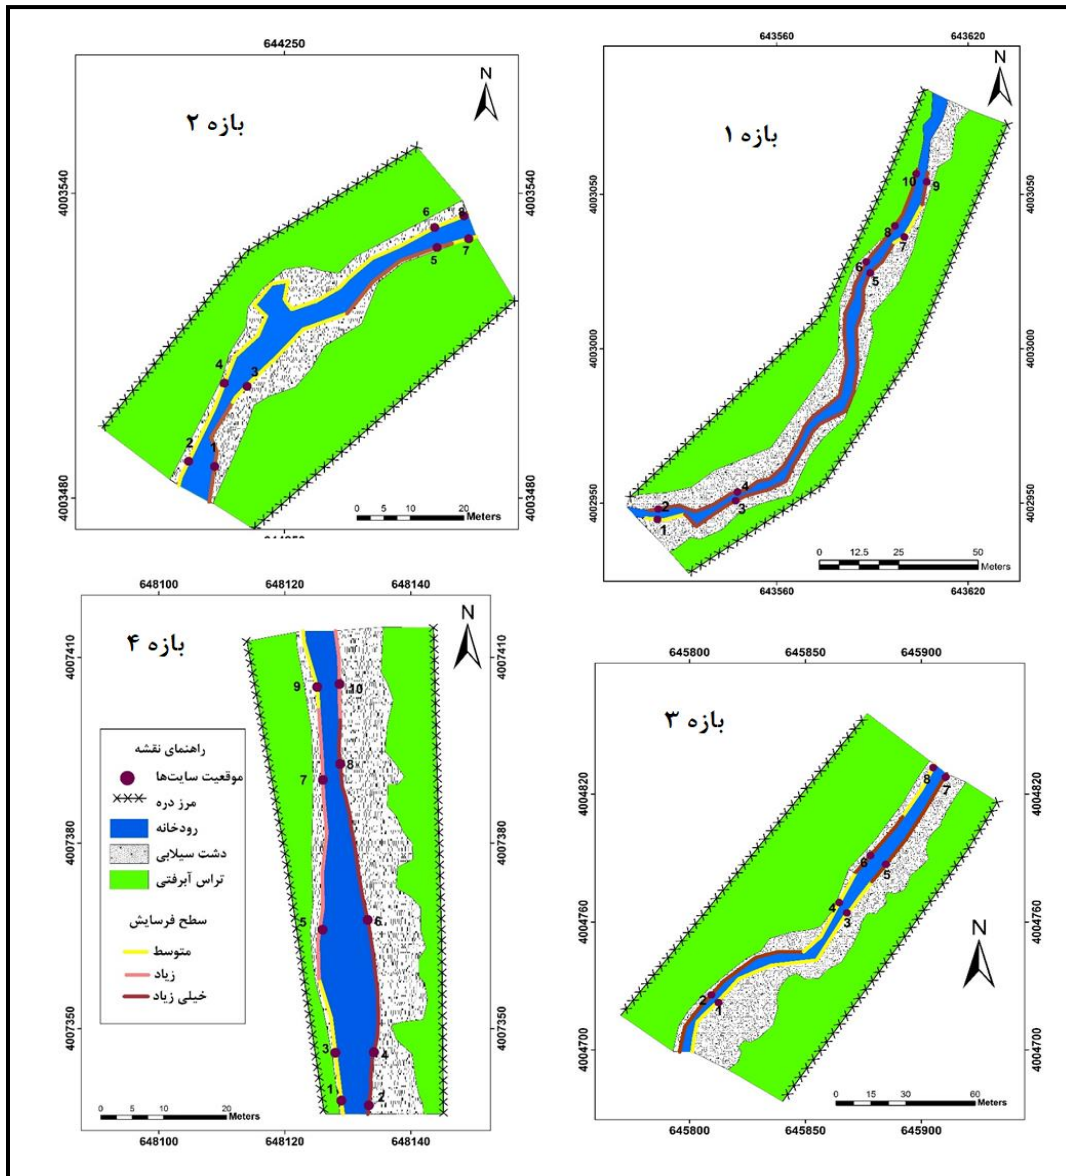 644250
N
بازه ۲
4003540
4003540
6
8
5
7
4
3
2
1
4003480
4003480
0 5 10 20
Meters
644250
643560 643620
N
بازه ۱
4003050
4003050
10
9
8
7
6
5
4003000
4003000
4
3
2
1
4002950
4002950
0 12.5 25 50
Meters
643560 643620
648100 648120 648140
N
بازه ۴
4007410
4007410
9
10
8
7
4007380
4007380
5
6
3
4
1
2
4007350
4007350
راهنمای نقشه
موقعیت سایت‌ها
مرز دره
رودخانه
دشت سیلابی
تراس آبرفتی
سطح فرسایش
متوسط
زیاد
خیلی زیاد
0 5 10 20
Meters
648100 648120 648140
645800 645850 645900
بازه ۳
8
7
4004820
4004820
6
5
4
3
4004760
4004760
N
2
1
4004700
4004700
0 15 30 60
Meters
645800 645850 645900